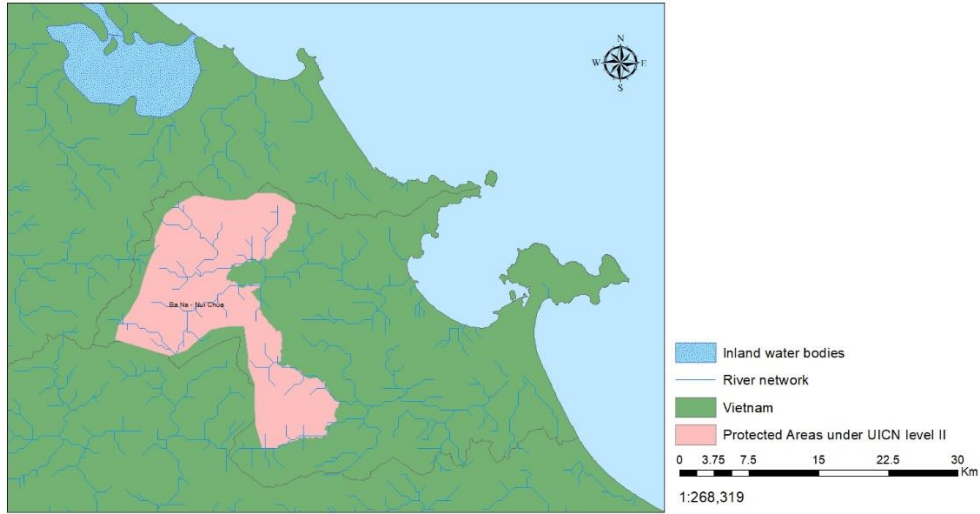 N
W E
S
Ba Na - Nui Chua
Inland water bodies
River network
Vietnam
Protected Areas under UICN level II
0 3.75 7.5 15 22.5 30
Km
1:268,319